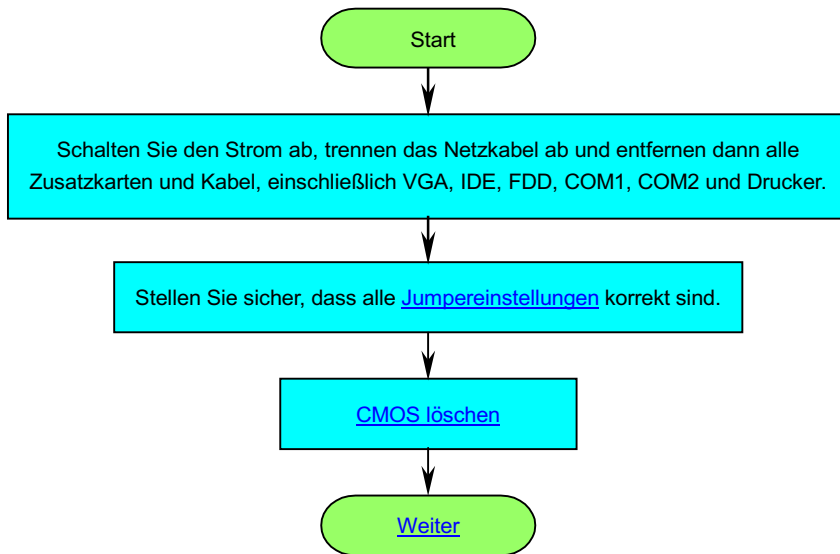 Start
Schalten Sie den Strom ab, trennen das Netzkabel ab und entfernen dann alle
Zusatzkarten und Kabel, einschließlich VGA, IDE, FDD, COM1, COM2 und Drucker.
Stellen Sie sicher, dass alle Jumpereinstellungen korrekt sind.
CMOS löschen
Weiter